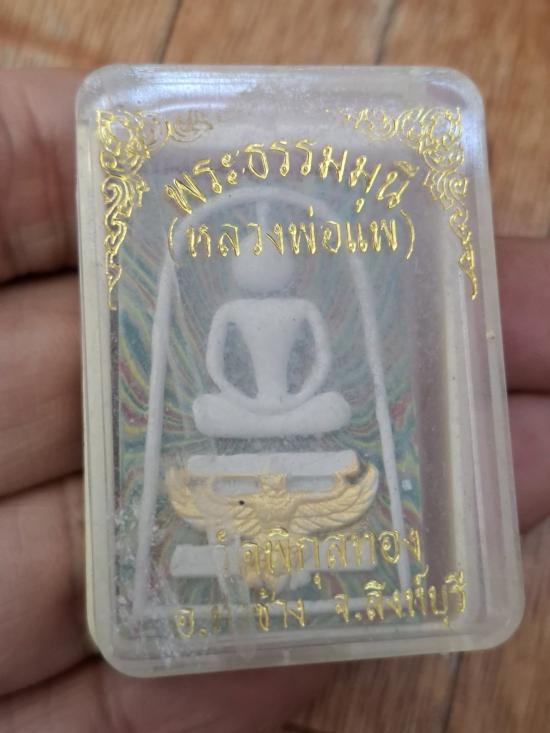 พระธรรมมุนี
(หลวงพ่อแพ)
วัดพิกุลทอง
อ.ท่าช้าง จ.สิงห์บุรี